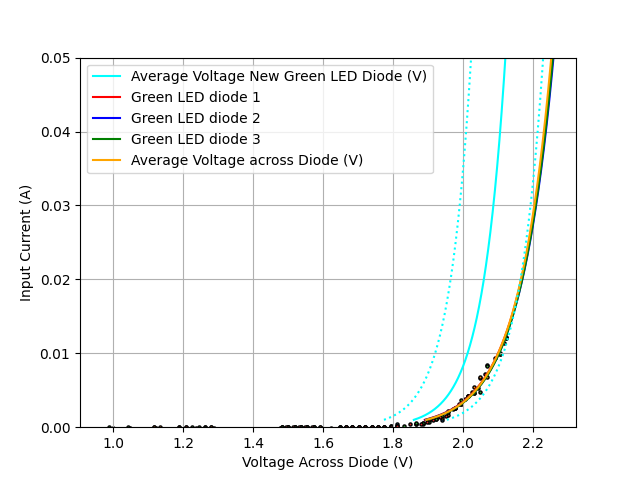 0.05
0.04
0.03
0.02
0.01
0.00
Input Current (A)
Average Voltage New Green LED Diode (V)
Green LED diode 1
Green LED diode 2
Green LED diode 3
Average Voltage across Diode (V)
1.0 1.2 1.4 1.6 1.8 2.0 2.2
Voltage Across Diode (V)